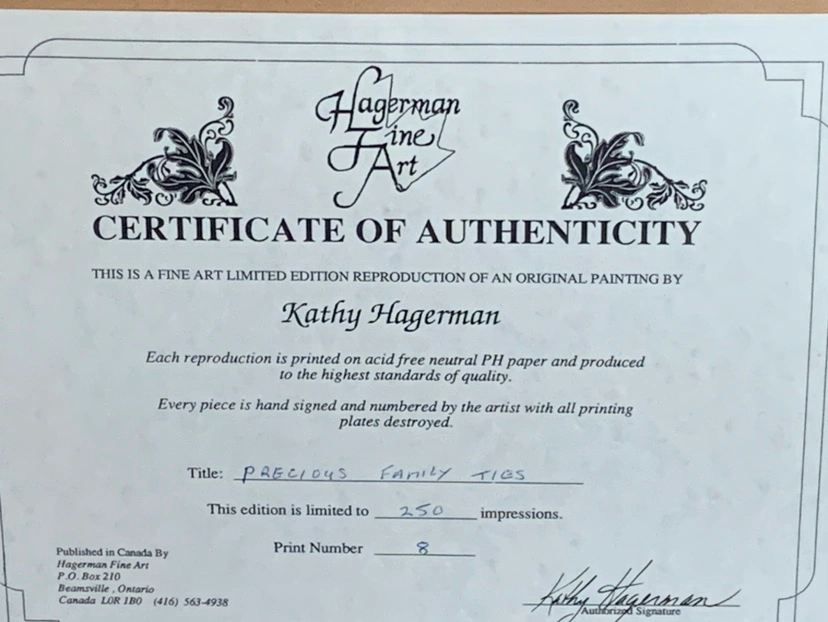 Hagerman
Fine
Art
CERTIFICATE OF AUTHENTICITY
THIS IS A FINE ART LIMITED EDITION REPRODUCTION OF AN ORIGINAL PAINTING BY
Kathy Hagerman
Each reproduction is printed on acid free neutral PH paper and produced
to the highest standards of quality.
Every piece is hand signed and numbered by the artist with all printing
plates destroyed.
Title: PRECIOUS FAMILY TIES
This edition is limited to 250 impressions.
Print Number 8
Published in Canada By
Hagerman Fine Art
P.O. Box 210
Beamsville , Ontario
Canada L0R 1B0 (416) 563-4938
Kathy Hagerman
Authorized Signature